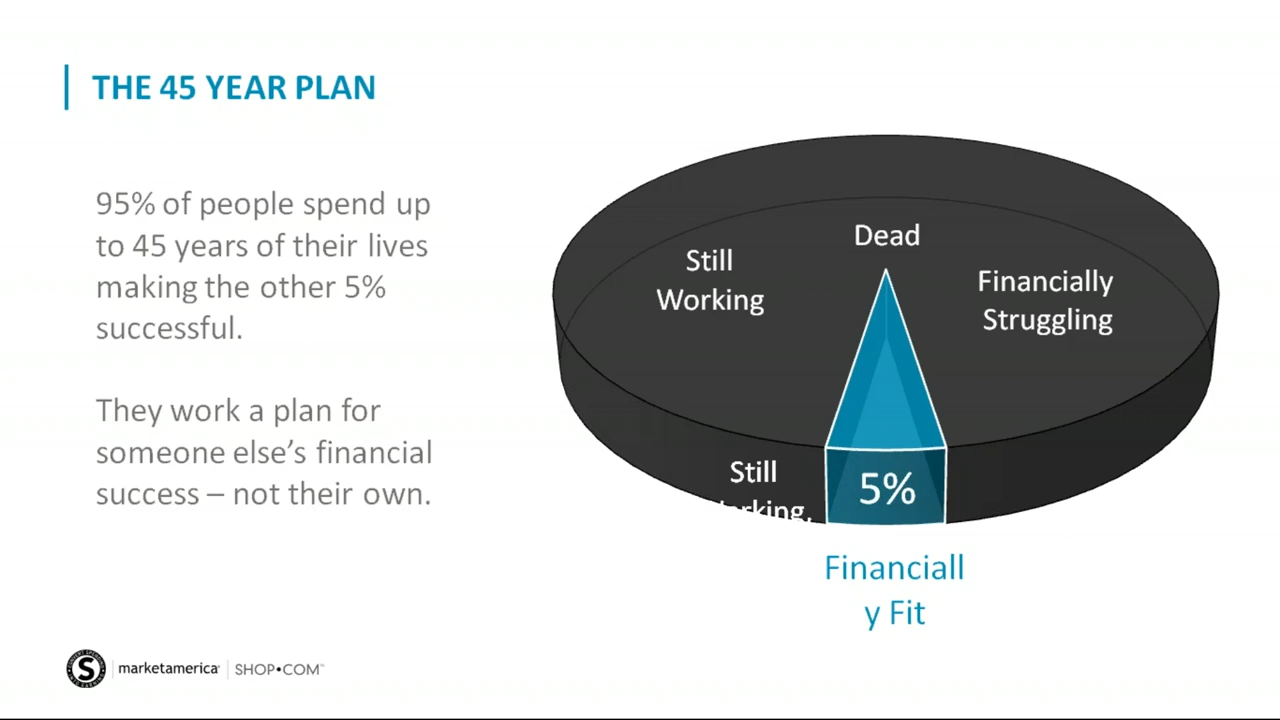 THE 45 YEAR PLAN
95% of people spend up
to 45 years of their lives
making the other 5%
successful.
They work a plan for
someone else's financial
success – not their own.
Dead
Still
Working
Financially
Struggling
Still
5%
Financiall
y Fit
S
marketamerica
SHOP•COM